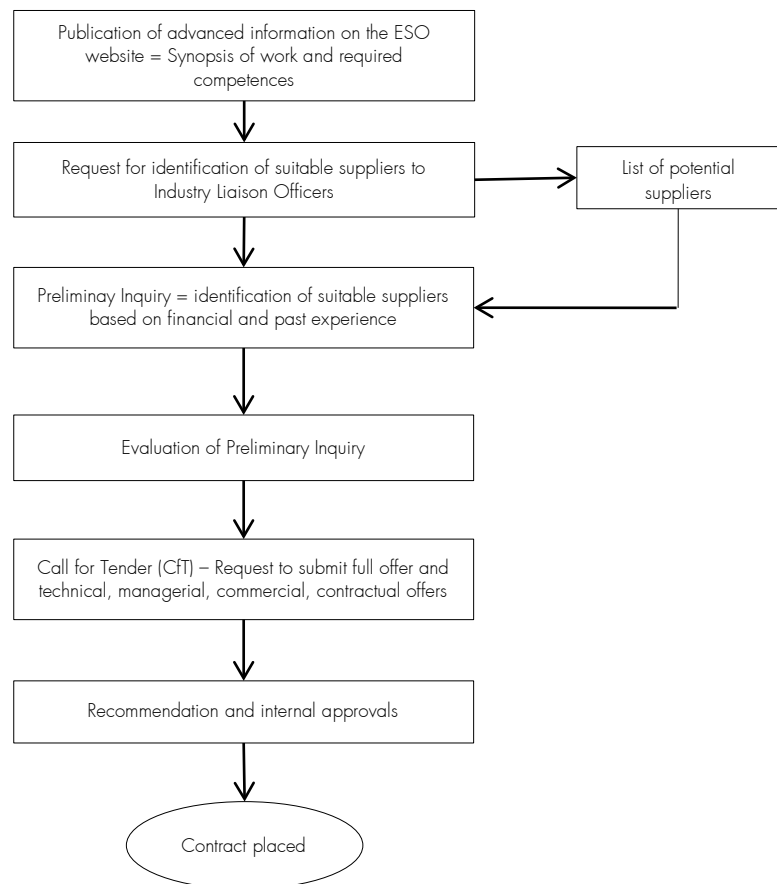 Publication of advanced information on the ESO
website = Synopsis of work and required
competences
Request for identification of suitable suppliers to
Industry Liaison Officers
List of potential
suppliers
Preliminay Inquiry = identification of suitable suppliers
based on financial and past experience
Evaluation of Preliminary Inquiry
Call for Tender (CfT) – Request to submit full offer and
technical, managerial, commercial, contractual offers
Recommendation and internal approvals
Contract placed